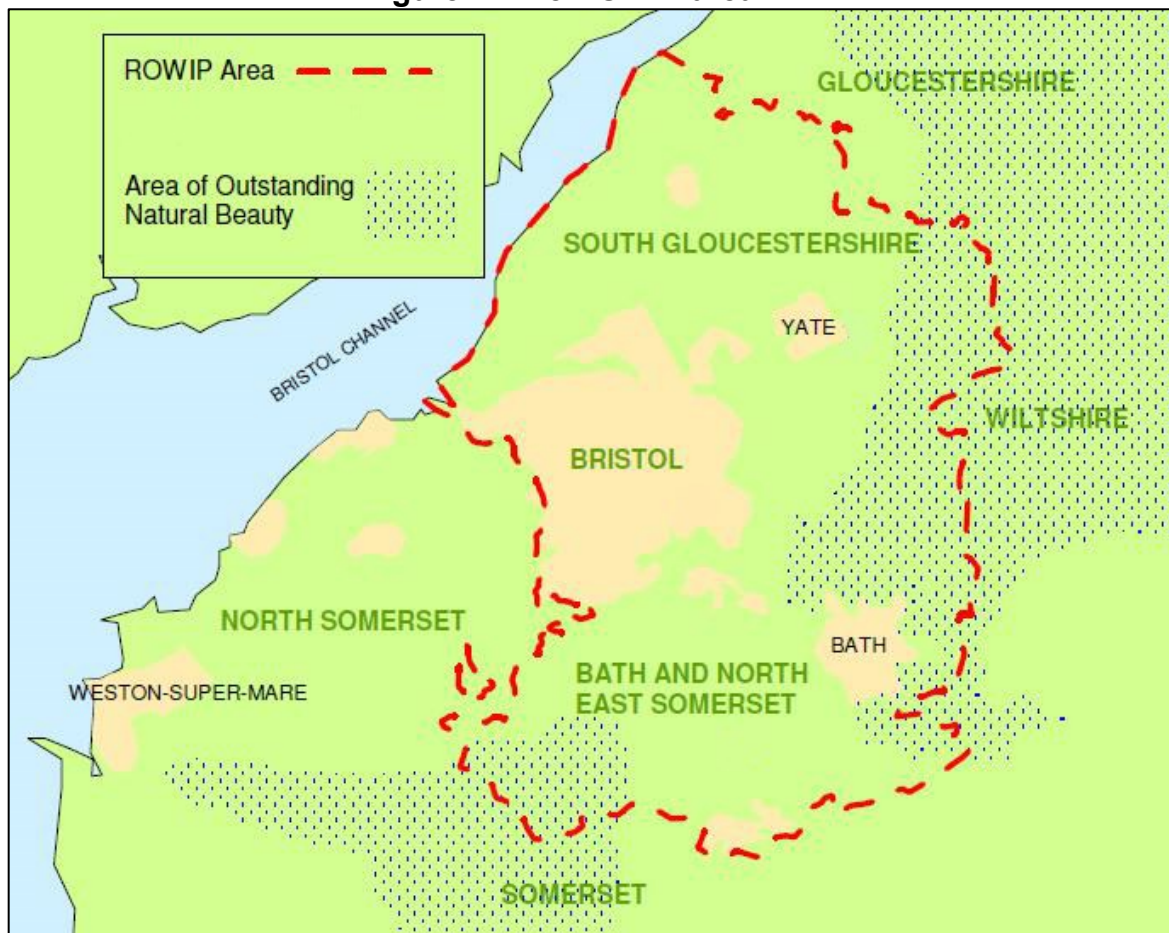 ROWIP Area
Area of Outstanding
Natural Beauty
GLOUCESTERSHIRE
SOUTH GLOUCESTERSHIRE
YATE
BRISTOL CHANNEL
WILTSHIRE
BRISTOL
NORTH SOMERSET
BATH
BATH AND NORTH
EAST SOMERSET
WESTON-SUPER-MARE
SOMERSET